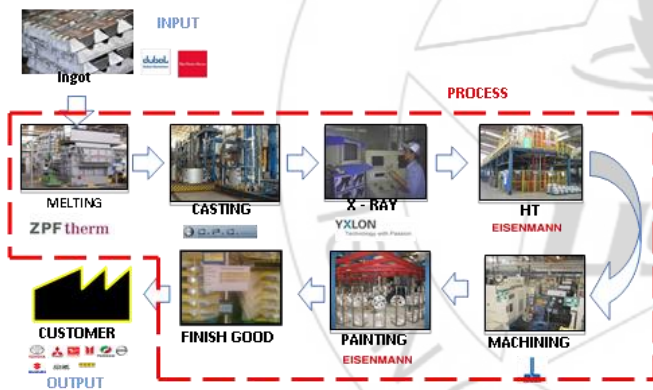 INPUT
dubal
Ingot
PROCESS
MELTING
CASTING
X - RAY
HT
ZPF therm
YXLON
Technology with Passion
EISENMANN
CUSTOMER
FINISH GOOD
PAINTING
MACHINING
EISENMANN
OUTPUT